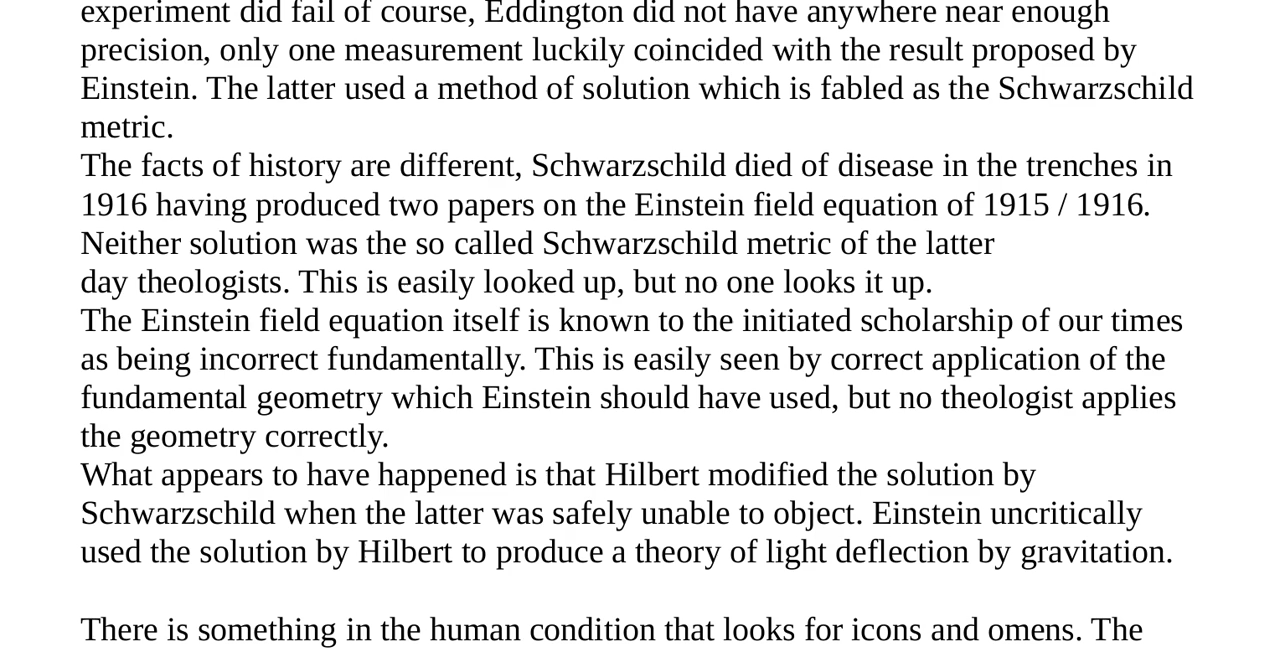 experiment did fail of course, Eddington did not have anywhere near enough
precision, only one measurement luckily coincided with the result proposed by
Einstein. The latter used a method of solution which is fabled as the Schwarzschild
metric.
The facts of history are different, Schwarzschild died of disease in the trenches in
1916 having produced two papers on the Einstein field equation of 1915 / 1916.
Neither solution was the so called Schwarzschild metric of the latter
day theologists. This is easily looked up, but no one looks it up.
The Einstein field equation itself is known to the initiated scholarship of our times
as being incorrect fundamentally. This is easily seen by correct application of the
fundamental geometry which Einstein should have used, but no theologist applies
the geometry correctly.
What appears to have happened is that Hilbert modified the solution by
Schwarzschild when the latter was safely unable to object. Einstein uncritically
used the solution by Hilbert to produce a theory of light deflection by gravitation.
There is something in the human condition that looks for icons and omens. The